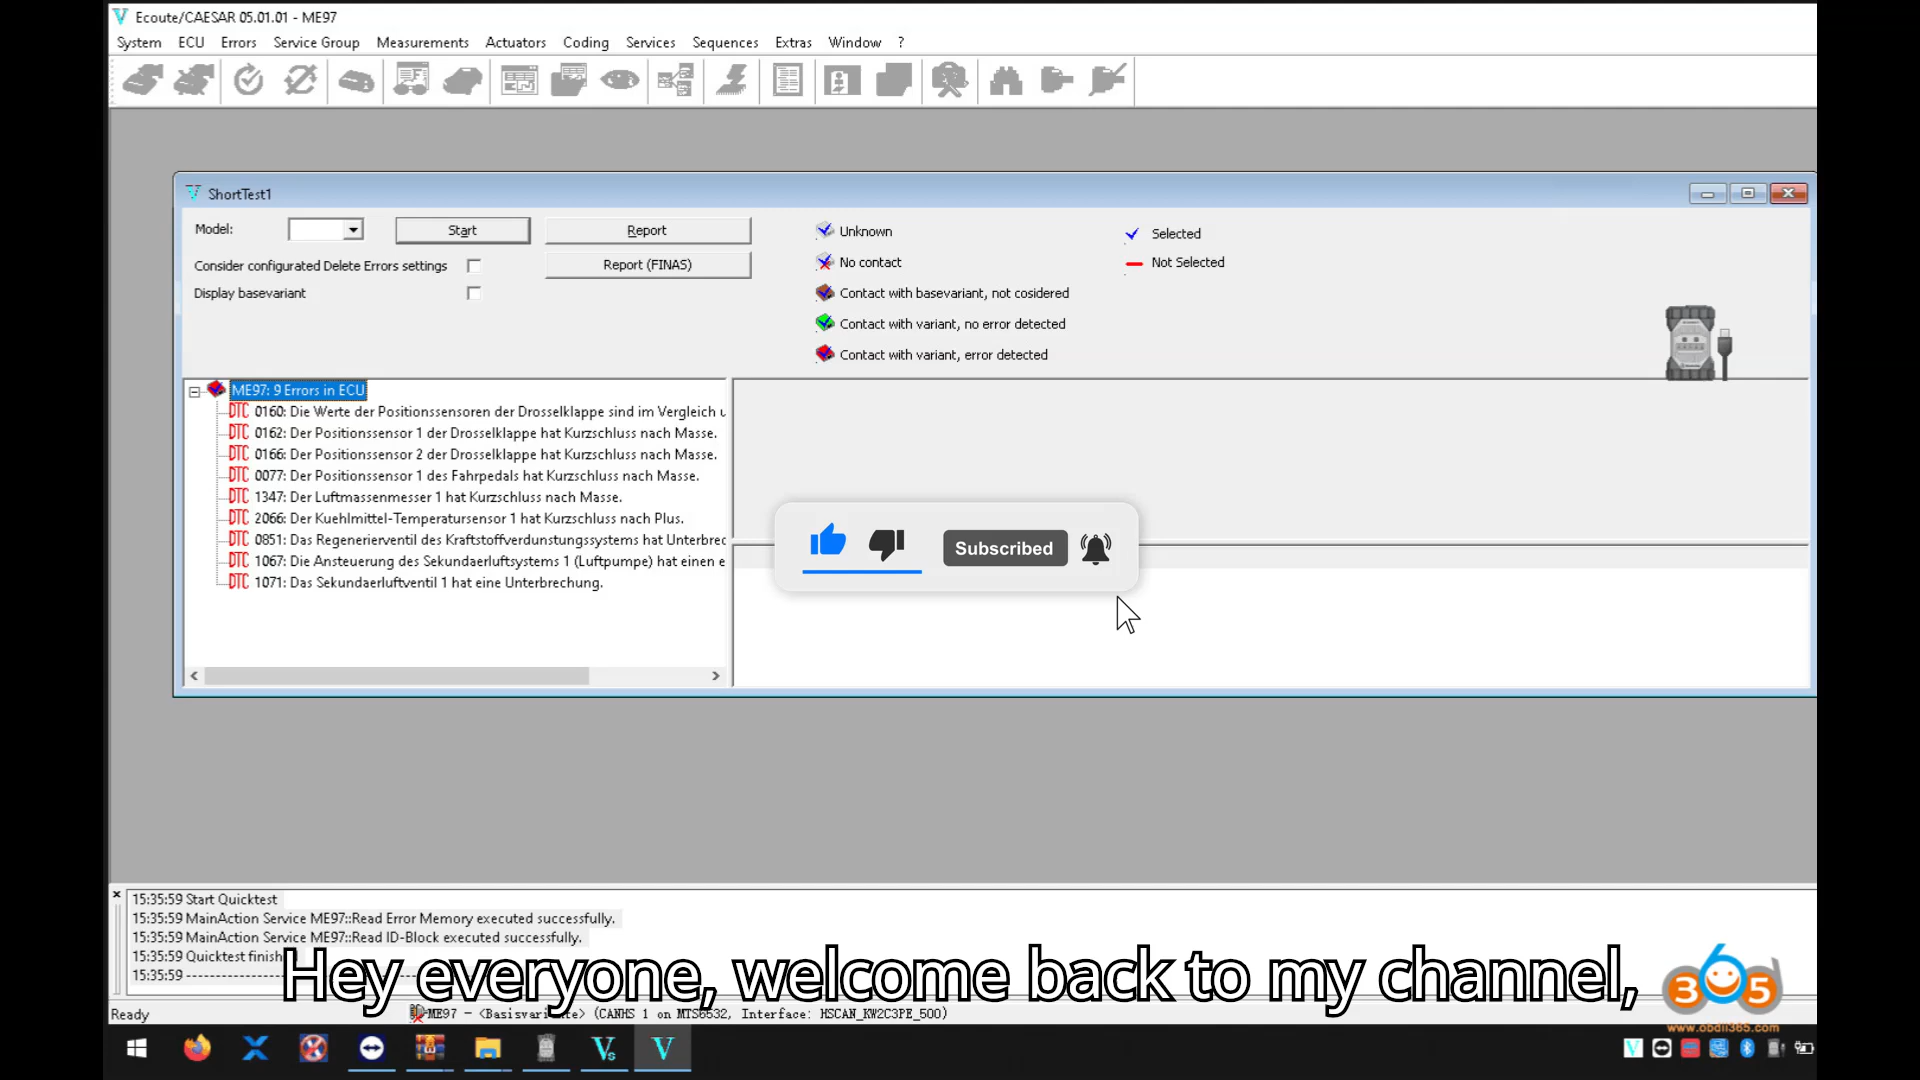 Ecoute/CAESAR 05.01.01 - ME97
System ECU Errors Service Group Measurements Actuators Coding Services Sequences Extras Window ?
ShortTest1
Model:
Start
Report
Consider configurated Delete Errors settings
Report (FINAS)
Display basevariant
Unknown
No contact
Contact with basevariant, not cosidered
Contact with variant, no error detected
Contact with variant, error detected
Selected
Not Selected
ME97: 9 Errors in ECU
DTC 0160: Die Werte der Positionssensoren der Drosselklappe sind im Vergleich u
DTC 0162: Der Positionssensor 1 der Drosselklappe hat Kurzschluss nach Masse.
DTC 0166: Der Positionssensor 2 der Drosselklappe hat Kurzschluss nach Masse.
DTC 0077: Der Positionssensor 1 des Fahrpedals hat Kurzschluss nach Masse.
DTC 1347: Der Luftmassenmesser 1 hat Kurzschluss nach Masse.
DTC 2066: Der Kuehlmittel-Temperatursensor 1 hat Kurzschluss nach Plus.
DTC 0851: Das Regenerierventil des Kraftstoffverdunstungssystems hat Unterbrec
DTC 1067: Die Ansteuerung des Sekundaerluftsystems 1 (Luftpumpe) hat einen e
DTC 1071: Das Sekundaerluftventil 1 hat eine Unterbrechung.
Subscribed
15:35:59 Start Quicktest
15:35:59 MainAction Service ME97::Read Error Memory executed successfully.
15:35:59 MainAction Service ME97::Read ID-Block executed successfully.
15:35:59 Quicktest finish
15:35:59 ----------------
Hey everyone, welcome back to my channel,
365
www.obdii365.com
Ready
ME97 - <Basisvariante> (CANHS 1 on MTS6532, Interface: HSCAN_KW2C3PE_500)